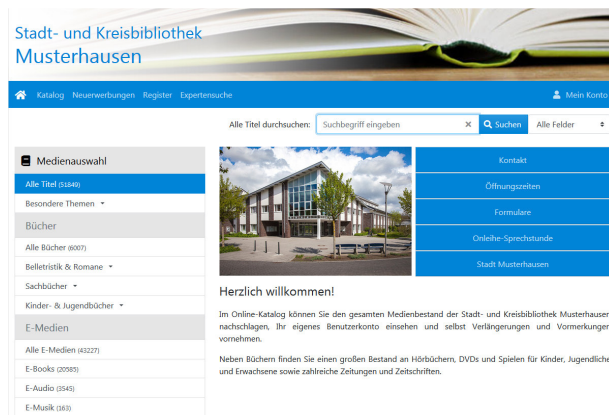 Stadt- und Kreisbibliothek
Musterhausen
Katalog Neuerwerbungen Register Expertensuche Mein Konto
Alle Titel durchsuchen: Suchbegriff eingeben × Suchen Alle Felder
Medienauswahl
Alle Titel (51849)
Besondere Themen
Bücher
Alle Bücher (6007)
Belletristik & Romane
Sachbücher
Kinder- & Jugendbücher
E-Medien
Alle E-Medien (43227)
E-Books (20585)
E-Audio (3545)
E-Musik (163)
Kontakt
Öffnungszeiten
Formulare
Onleihe-Sprechstunde
Stadt Musterhausen
Herzlich willkommen!
Im Online-Katalog können Sie den gesamten Medienbestand der Stadt- und Kreisbibliothek Musterhausen
nachschlagen, Ihr eigenes Benutzerkonto einsehen und selbst Verlängerungen und Vormerkungen
vornehmen.
Neben Büchern finden Sie einen großen Bestand an Hörbüchern, DVDs und Spielen für Kinder, Jugendliche
und Erwachsene sowie zahlreiche Zeitungen und Zeitschriften.